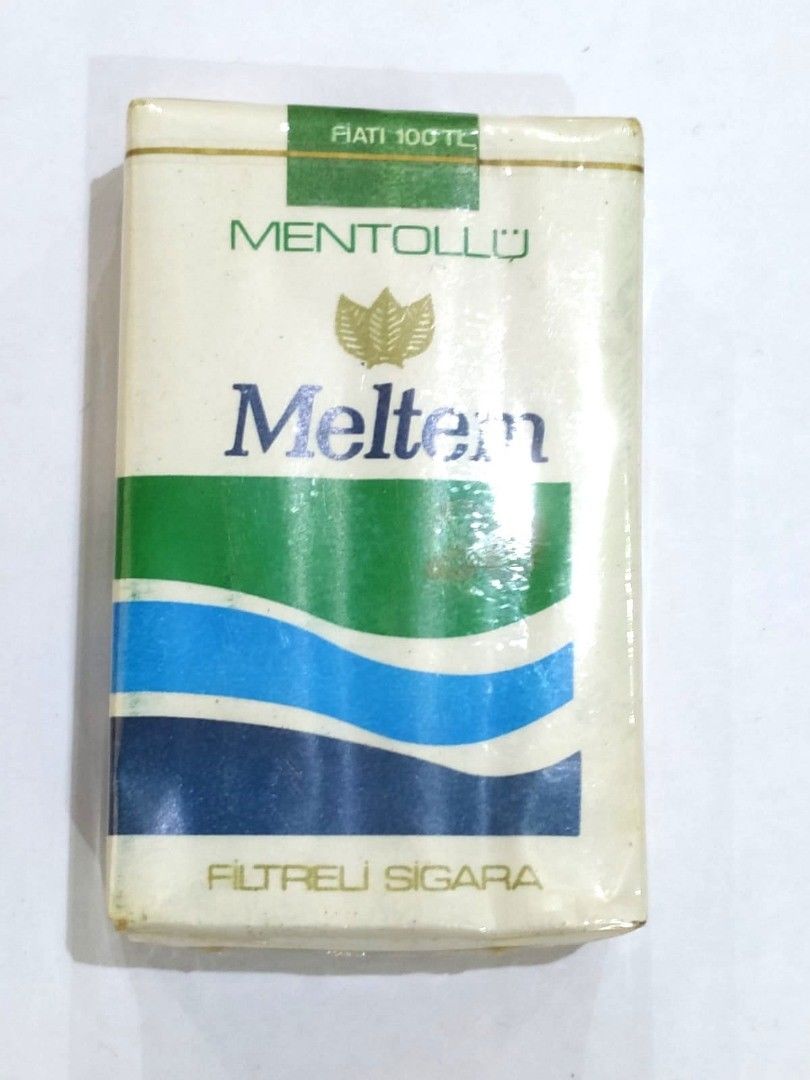 FİATI 100 TL
MENTOLLÜ
Meltem
FİLTRELİ SİGARA